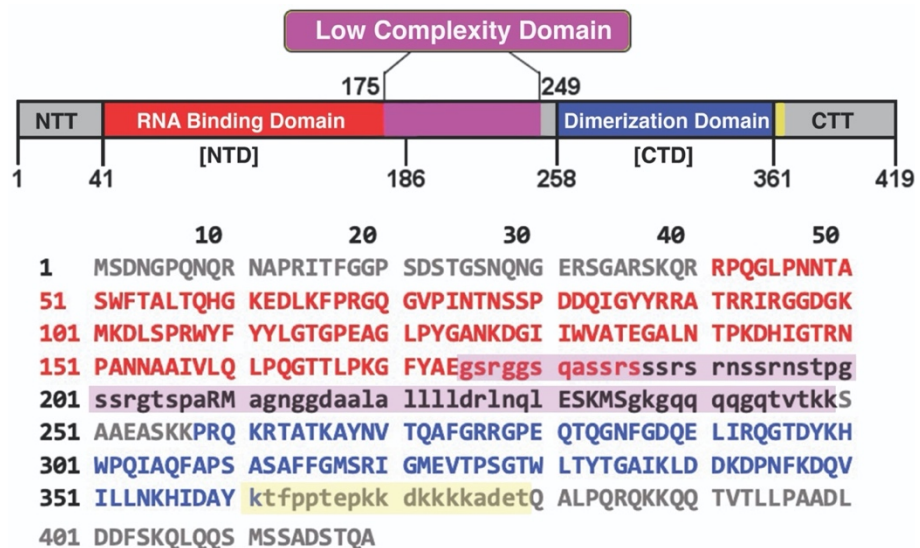 Low Complexity Domain
175 249
NTT RNA Binding Domain Dimerization Domain CTT
[NTD] [CTD]
1 41 186 258 361 419
10 20 30 40 50
1 MSDNGPQNQR NAPRITFGGP SDSTGSNQNG ERSGARSKQR RPQGLPNNTA
51 SWFTALTQHG KEDLKFPRGQ GVPINTNSSP DDQIGYYRRA TRRIRGGDGK
101 MKDLSPRWYF YYLGTGPEAG LPYGANKDGI IWVATEGALN TPKDHIGTRN
151 PANNAAIVLQ LPQGTTLPKG FYAEgsrggs qassrsssrs rnssrnstpg
201 ssrgtspaRM agnggdaala lllldrlnql ESKMSgkgqq qqgqtvtkkS
251 AAEASKKPRQ KRTATKAYNV TQAFGRRGPE QTQGNFGDQE LIRQGTDYKH
301 WPQIAQFAPS ASAFFGMSRI GMEVTPSGTW LTYTGAIKLD DKDPNFKDQV
351 ILLNKHIDAY ktfpptepkk dkkkkadetQ ALPQRQKKQQ TVTLLPAADL
401 DDFSKQLQQS MSSADSTQA